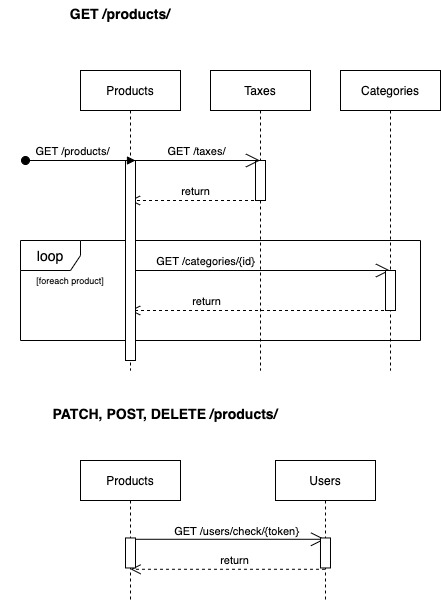 GET /products/
Products
Taxes
Categories
GET /products/
GET /taxes/
return
loop
[foreach product]
GET /categories/{id}
return
PATCH, POST, DELETE /products/
Products
Users
GET /users/check/{token}
return